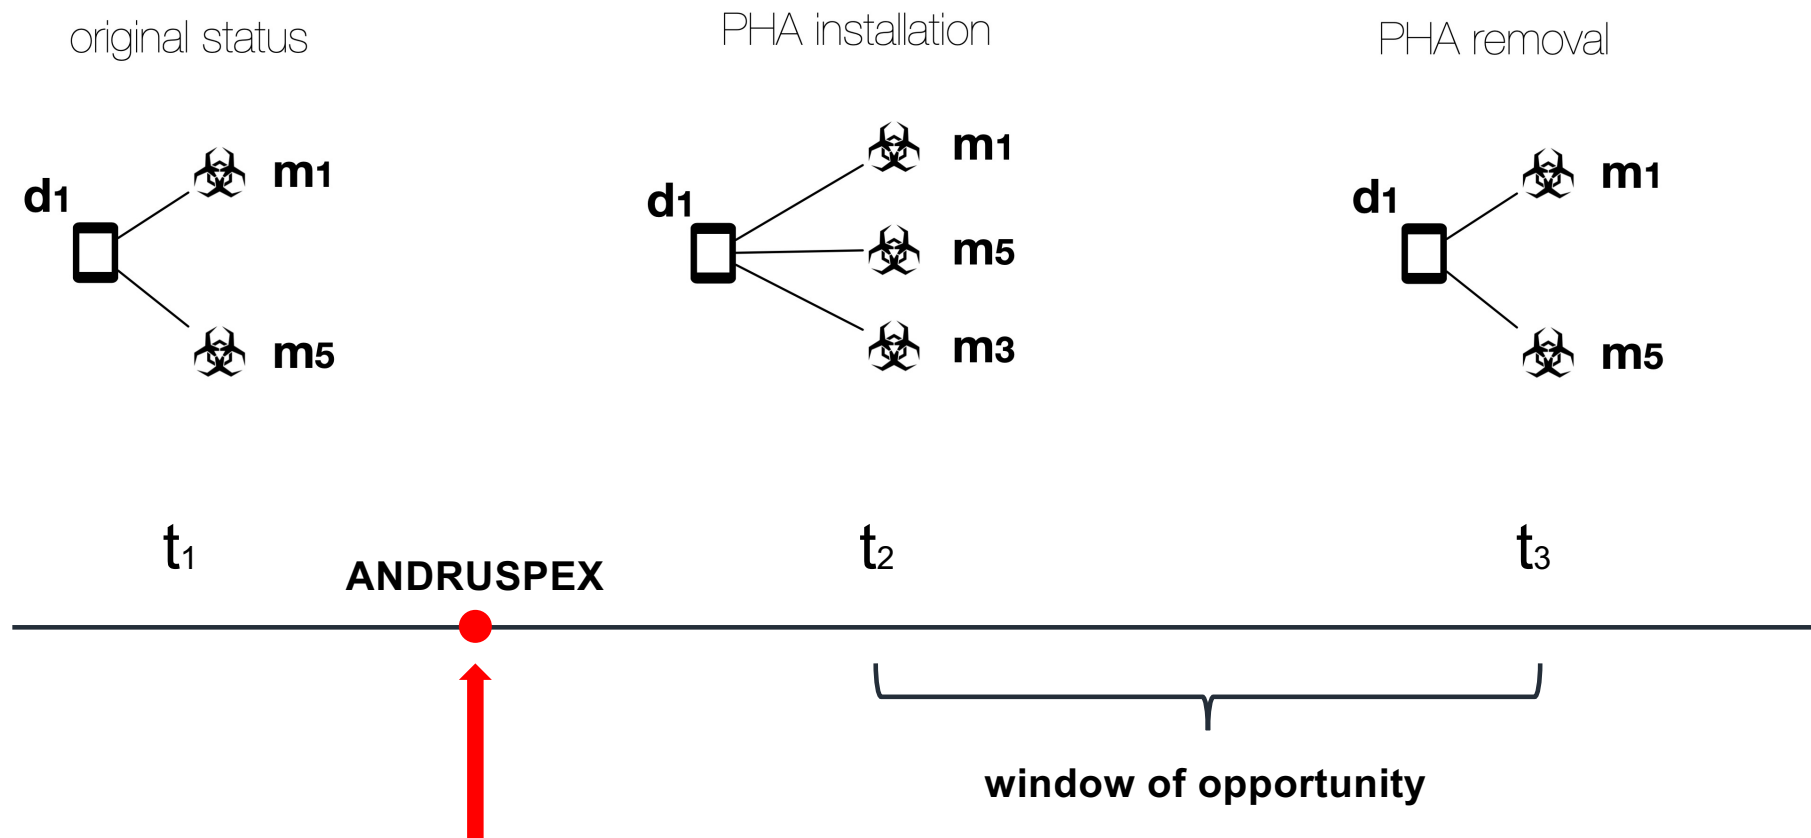 original status
PHA installation
PHA removal
d1
m1
m5
d1
m1
m5
m3
d1
m1
m5
t1
t2
t3
ANDRUSPEX
window of opportunity